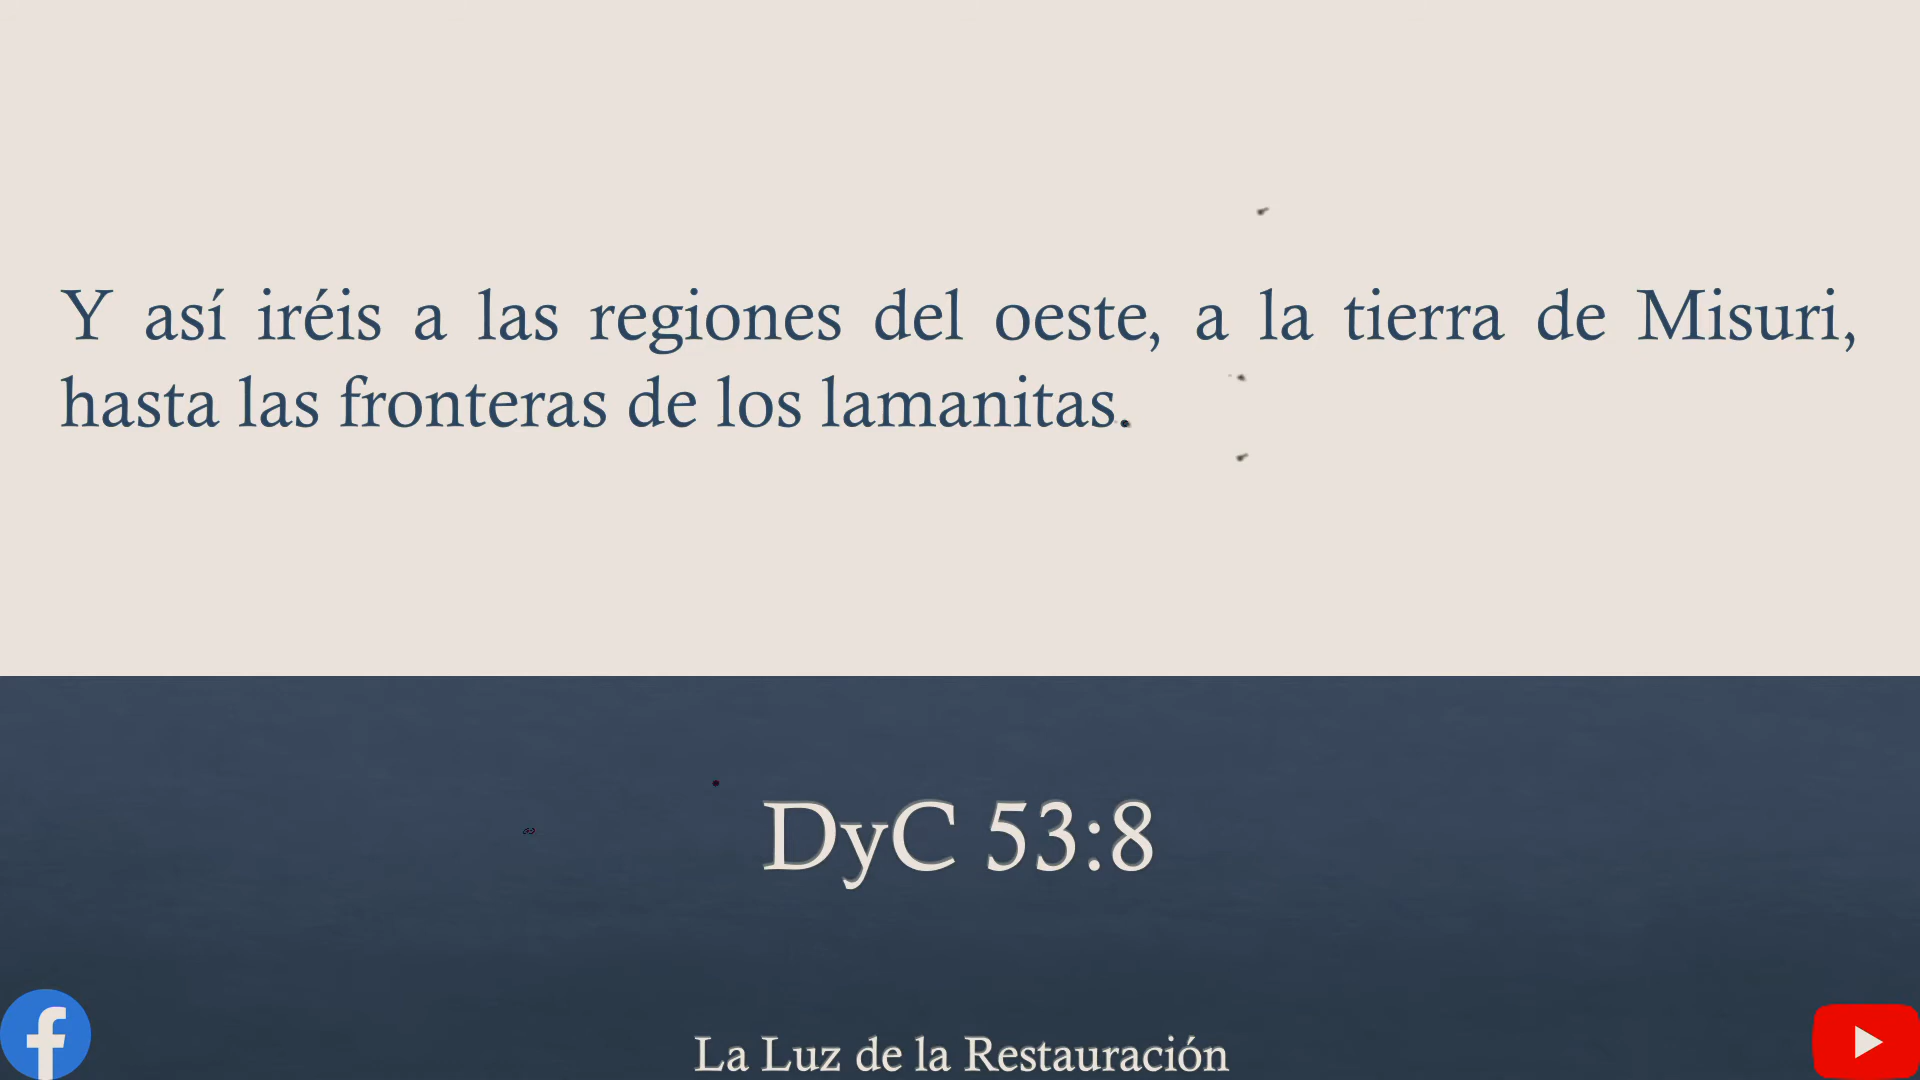 Y así iréis a las regiones del oeste, a la tierra de Misuri,
hasta las fronteras de los lamanitas.
DyC 53:8
La Luz de la Restauración